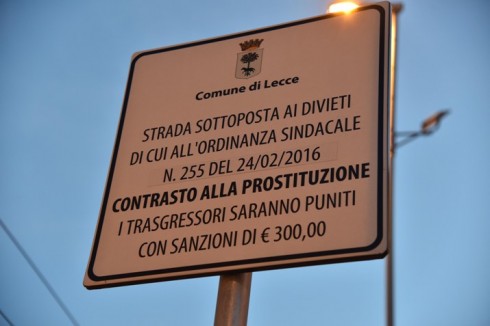 Comune di Lecce
STRADA SOTTOPOSTA AI DIVIETI
DI CUI ALL'ORDINANZA SINDACALE
N. 255 DEL 24/02/2016
CONTRASTO ALLA PROSTITUZIONE
I TRASGRESSORI SARANNO PUNITI
CON SANZIONI DI € 300,00